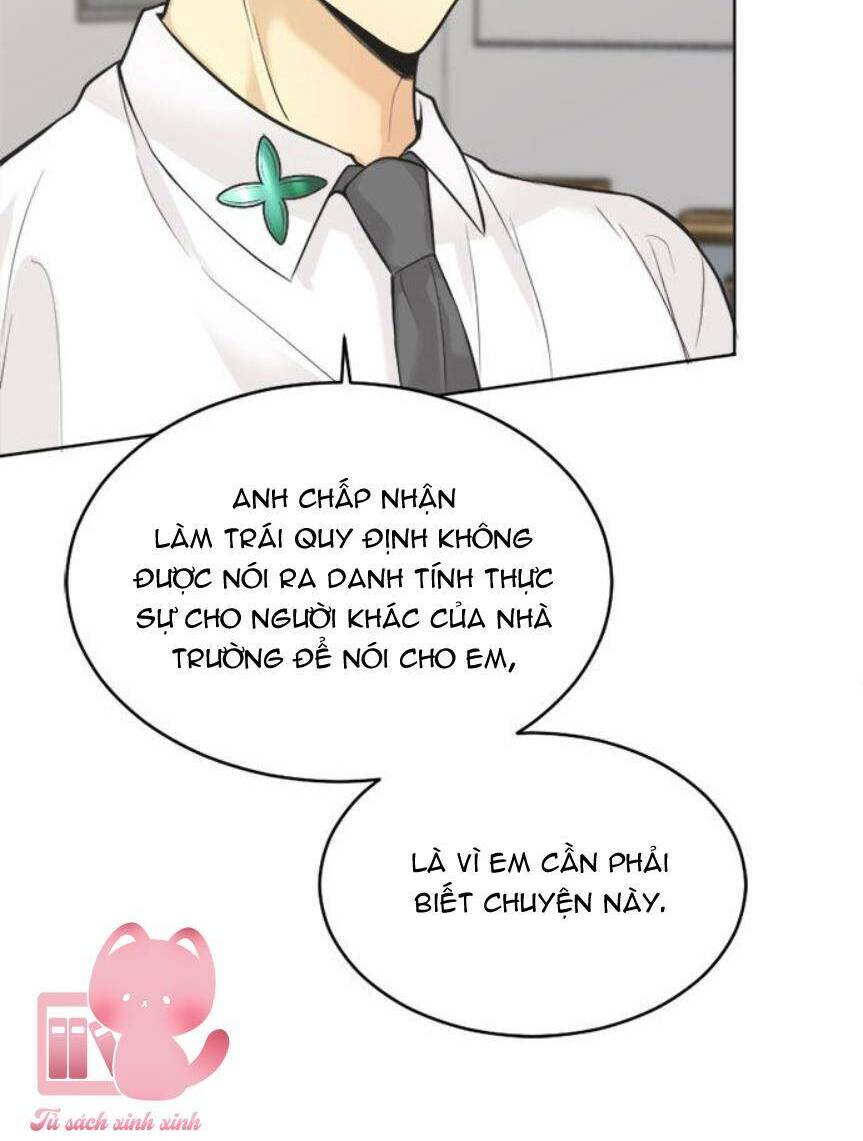 ANH CHẤP NHẬN
LÀM TRÁI QUY ĐỊNH KHÔNG
ĐƯỢC NÓI RA DANH TÍNH THỰC
SỰ CHO NGƯỜI KHÁC CỦA NHÀ
TRƯỜNG ĐỂ NÓI CHO EM,
LÀ VÌ EM CẦN PHẢI
BIẾT CHUYỆN NÀY.
Tủ sách xinh xinh